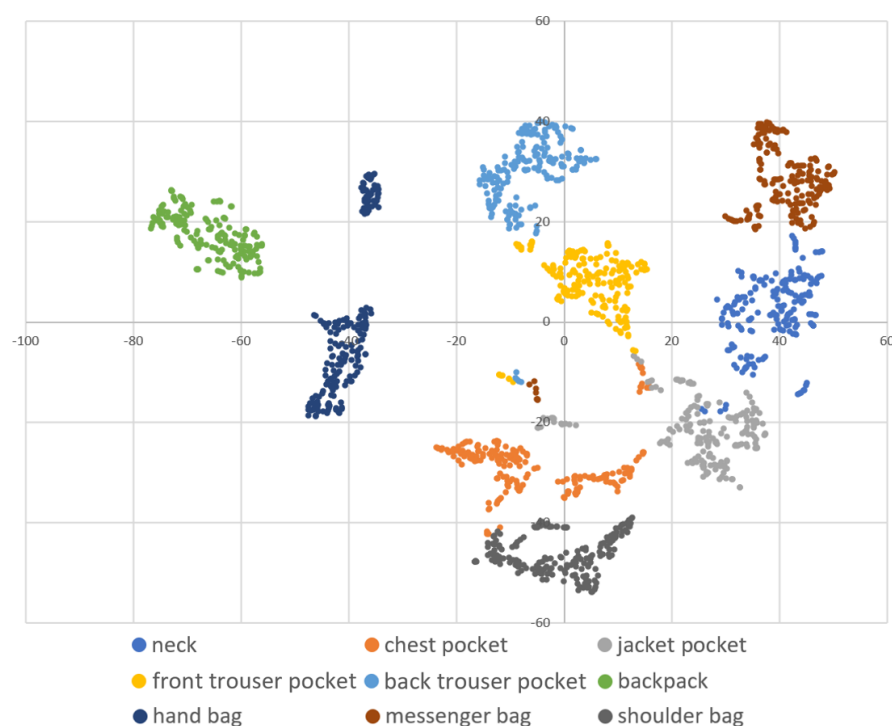 60
40
20
0
-100 -80 -60 -40 -20 0 20 40 60
-20
-40
-60
neck chest pocket jacket pocket
front trouser pocket back trouser pocket backpack
hand bag messenger bag shoulder bag